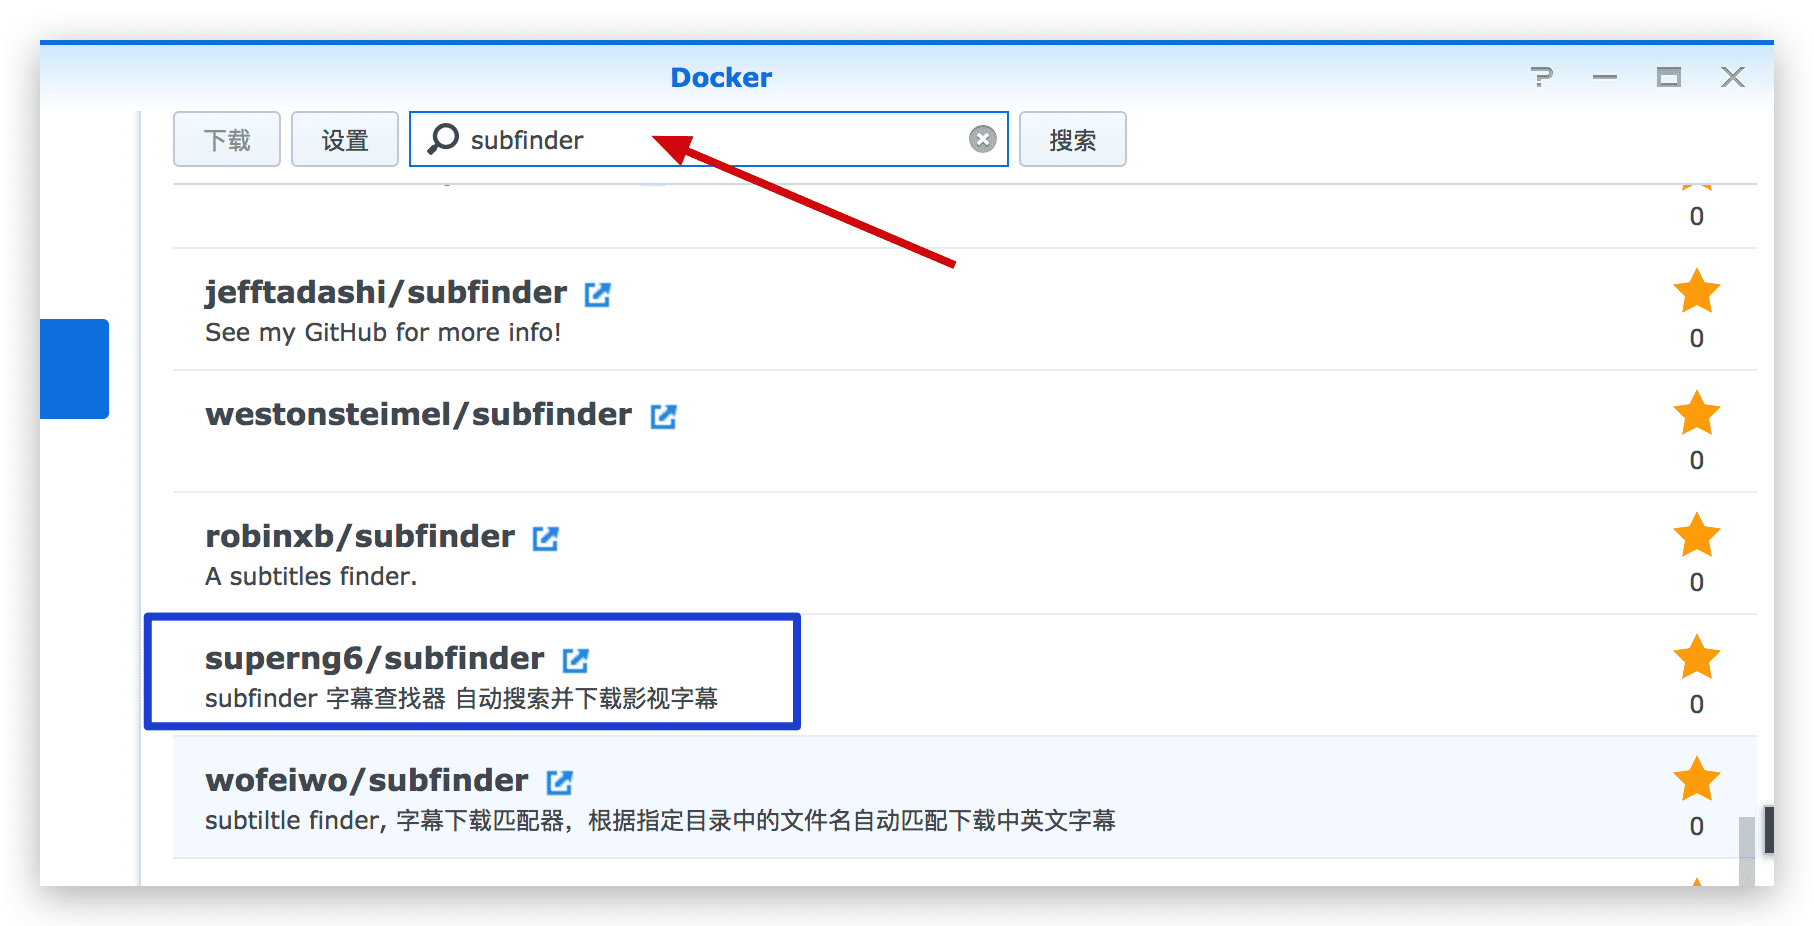 Docker
下载 设置 subfinder 搜索
0
jefftadashi/subfinder
See my GitHub for more info!
0
westonsteimel/subfinder
0
robinxb/subfinder
A subtitles finder.
0
superng6/subfinder
subfinder 字幕查找器 自动搜索并下载影视字幕
0
wofeiwo/subfinder
subtiltle finder, 字幕下载匹配器，根据指定目录中的文件名自动匹配下载中英文字幕
0